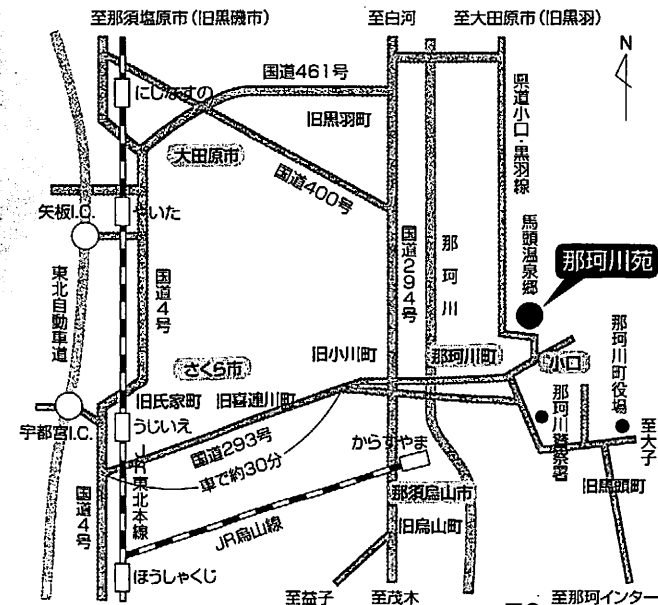 至那須塩原市(旧黒磯市)
至白河
至大田原市(旧黒羽)
N
国道461号
にしなすの
旧黒羽町
県道小口・黒羽線
大田原市
国道400号
矢板I.C.
やいた
馬頭温泉郷
那珂川苑
国道294号
那珂川
東北自動車道
国道4号
さくら市
旧小川町
那珂川町
小口
那珂川町役場
旧氏家町
旧喜連川町
宇都宮I.C.
うじいえ
国道293号
車で約30分
からすやま
那珂川警察署
至大子
国道4号
JR東北本線
那須烏山市
旧馬頭町
JR烏山線
旧烏山町
ほうしゃくじ
至益子
至茂木
至那珂インター